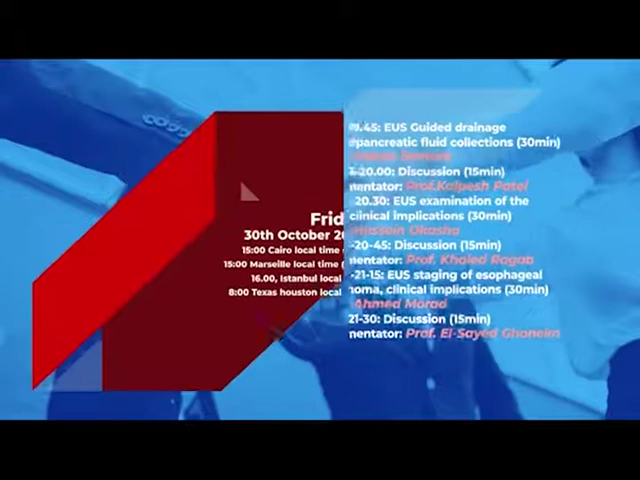 Frid
30th October 20
15:00 Cairo local time
15:00 Marseille local time (
16.00, Istanbul local
8:00 Texas houston local
.45: EUS Guided drainage
pancreatic fluid collections (30min)
-20.00: Discussion (15min)
mentator: Prof.Kalpesh Patel
20.30: EUS examination of the
clinical implications (30min)
Hussein Okasha
-20-45: Discussion (15min)
mentator: Prof. Khaled Ragab
-21-15: EUS staging of esophageal
noma, clinical implications (30min)
Ahmed Morad
21-30: Discussion (15min)
mentator: Prof. El-Sayed Ghoneim